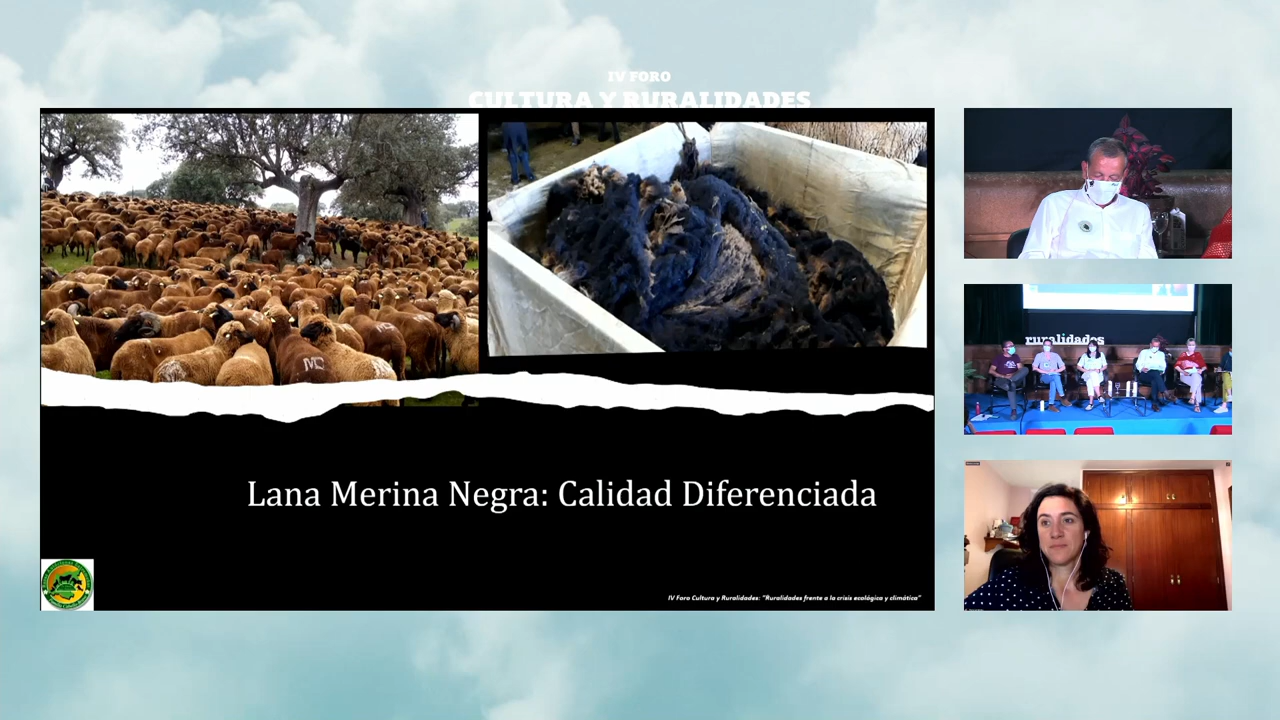 IV FORO
CULTURA Y RURALIDADES
ruralidades
MC
Lana Merina Negra: Calidad Diferenciada
IV Foro Cultura y Ruralidades: "Ruralidades frente a la crisis ecológica y climática"